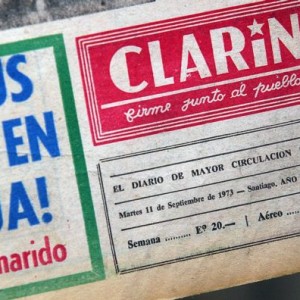 US
EN
UA!
marido
CLARIN
firme junto al pueblo
EL DIARIO DE MAYOR CIRCULACION
Martes 11 de Septiembre de 1973 — Santiago, AÑO
Semana .......... Eº 20.— | Aéreo ..........